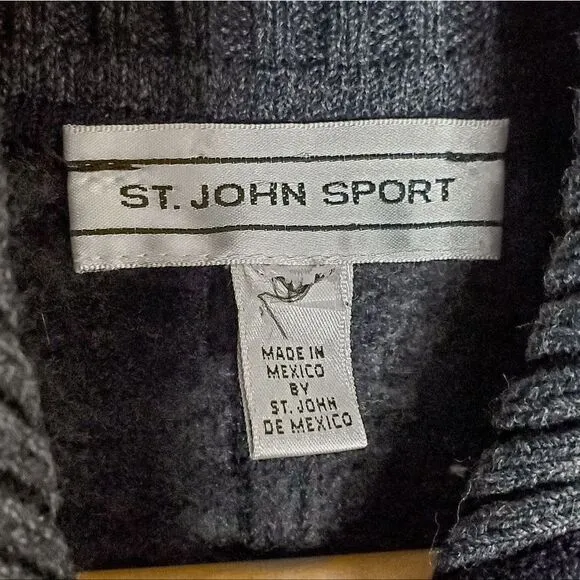 ST. JOHN SPORT
MADE IN
MEXICO
BY
ST. JOHN
DE MEXICO